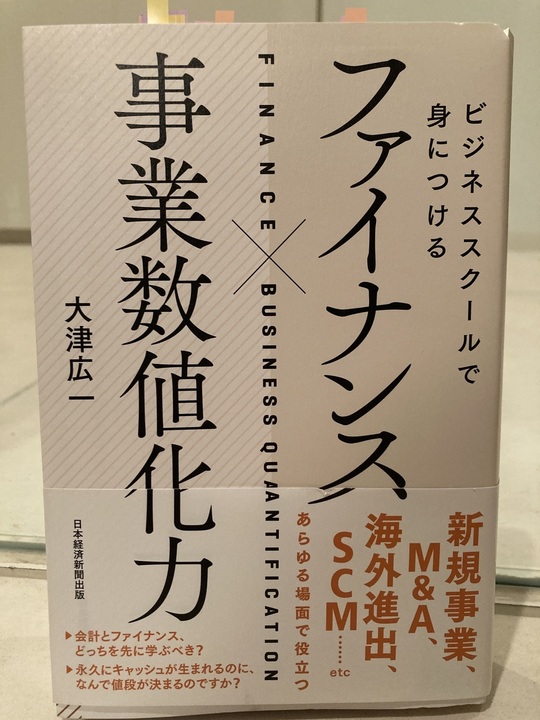 ビジネススクールで
身につける
ファイナンス
×
事業数値化力
FINANCE
BUSINESS QUANTIFICATION
大津広一
日本経済新聞出版
新規事業、
M&A、
海外進出、
SCM……etc
あらゆる場面で役立つ
▶会計とファイナンス、
どっちを先に学ぶべき?
▶永久にキャッシュが生まれるのに、
なんで値段が決まるのですか?